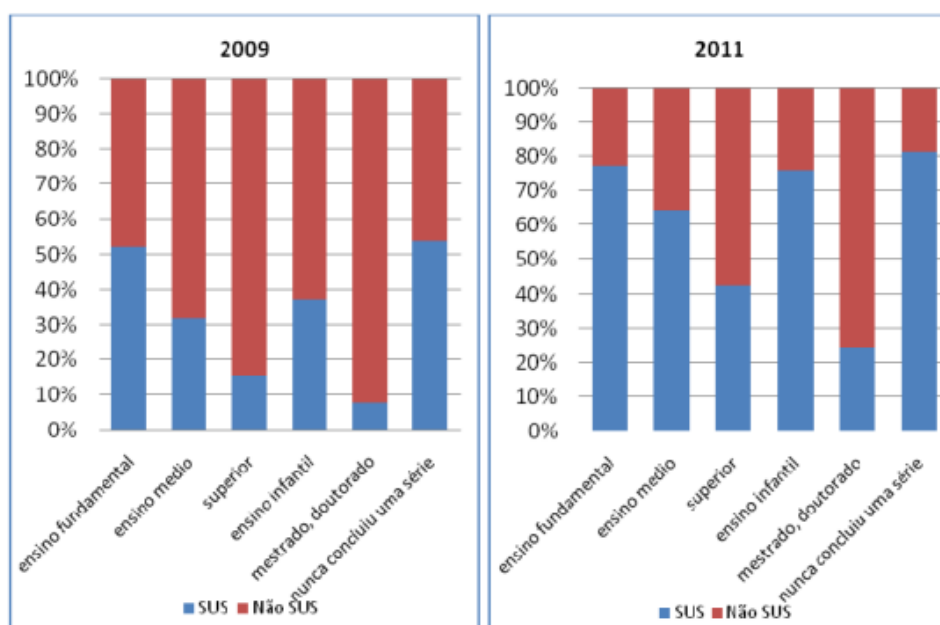 2009
100%
90%
80%
70%
60%
50%
40%
30%
20%
10%
0%
ensino fundamental
ensino medio
superior
ensino infantil
mestrado, doutorado
nunca concluiu uma série
SUS Não SUS
2011
100%
90%
80%
70%
60%
50%
40%
30%
20%
10%
0%
ensino fundamental
ensino medio
superior
ensino infantil
mestrado, doutorado
nunca concluiu uma série
SUS Não SUS